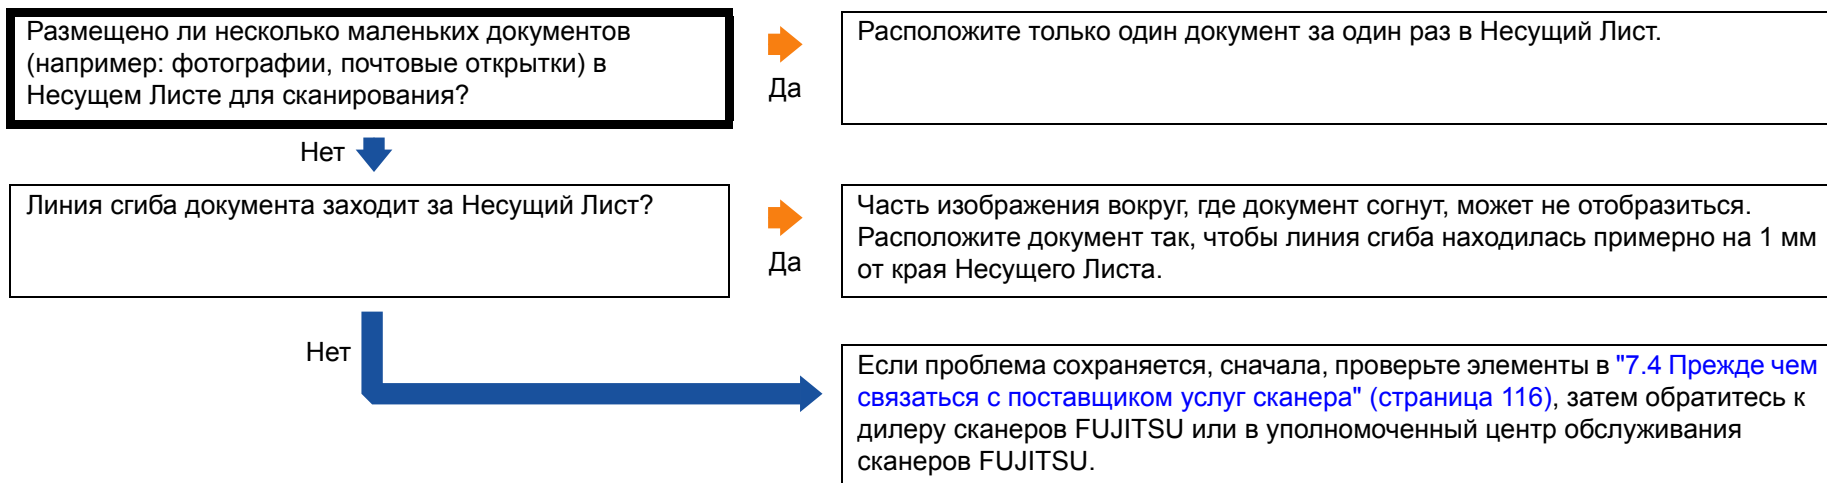 Размещено ли несколько маленьких документов
(например: фотографии, почтовые открытки) в
Несущем Листе для сканирования?
Да
Расположите только один документ за один раз в Несущий Лист.
Нет
Линия сгиба документа заходит за Несущий Лист?
Да
Часть изображения вокруг, где документ согнут, может не отобразиться.
Расположите документ так, чтобы линия сгиба находилась примерно на 1 мм
от края Несущего Листа.
Нет
Если проблема сохраняется, сначала, проверьте элементы в "7.4 Прежде чем
связаться с поставщиком услуг сканера" (страница 116), затем обратитесь к
дилеру сканеров FUJITSU или в уполномоченный центр обслуживания
сканеров FUJITSU.